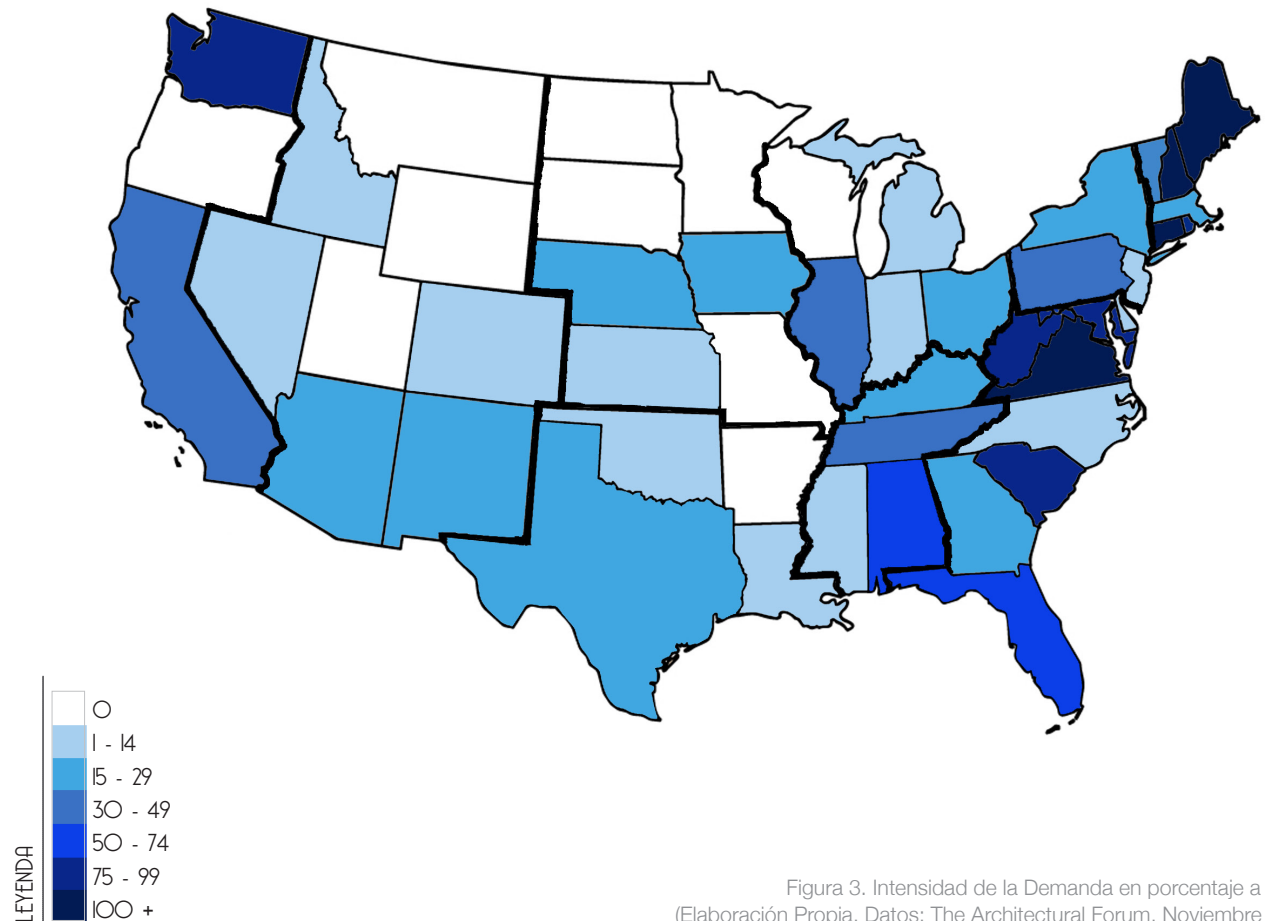 LEYENDA
0
1 - 14
15 - 29
30 - 49
50 - 74
75 - 99
100 +
Figura 3. Intensidad de la Demanda en porcentaje a
(Elaboración Propia. Datos: The Architectural Forum, Noviembre